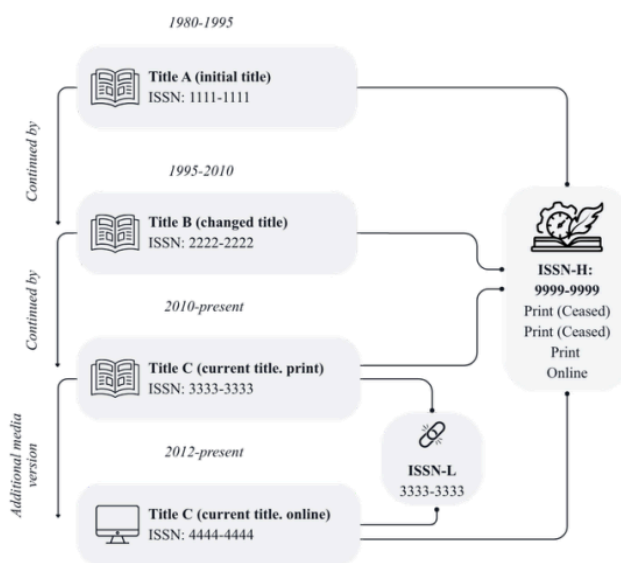 1980-1995
Title A (initial title)
ISSN: 1111-1111
Continued by
1995-2010
Title B (changed title)
ISSN: 2222-2222
Continued by
2010-present
Title C (current title. print)
ISSN: 3333-3333
Additional media
version
2012-present
Title C (current title. online)
ISSN: 4444-4444
ISSN-L
3333-3333
ISSN-H:
9999-9999
Print (Ceased)
Print (Ceased)
Print
Online